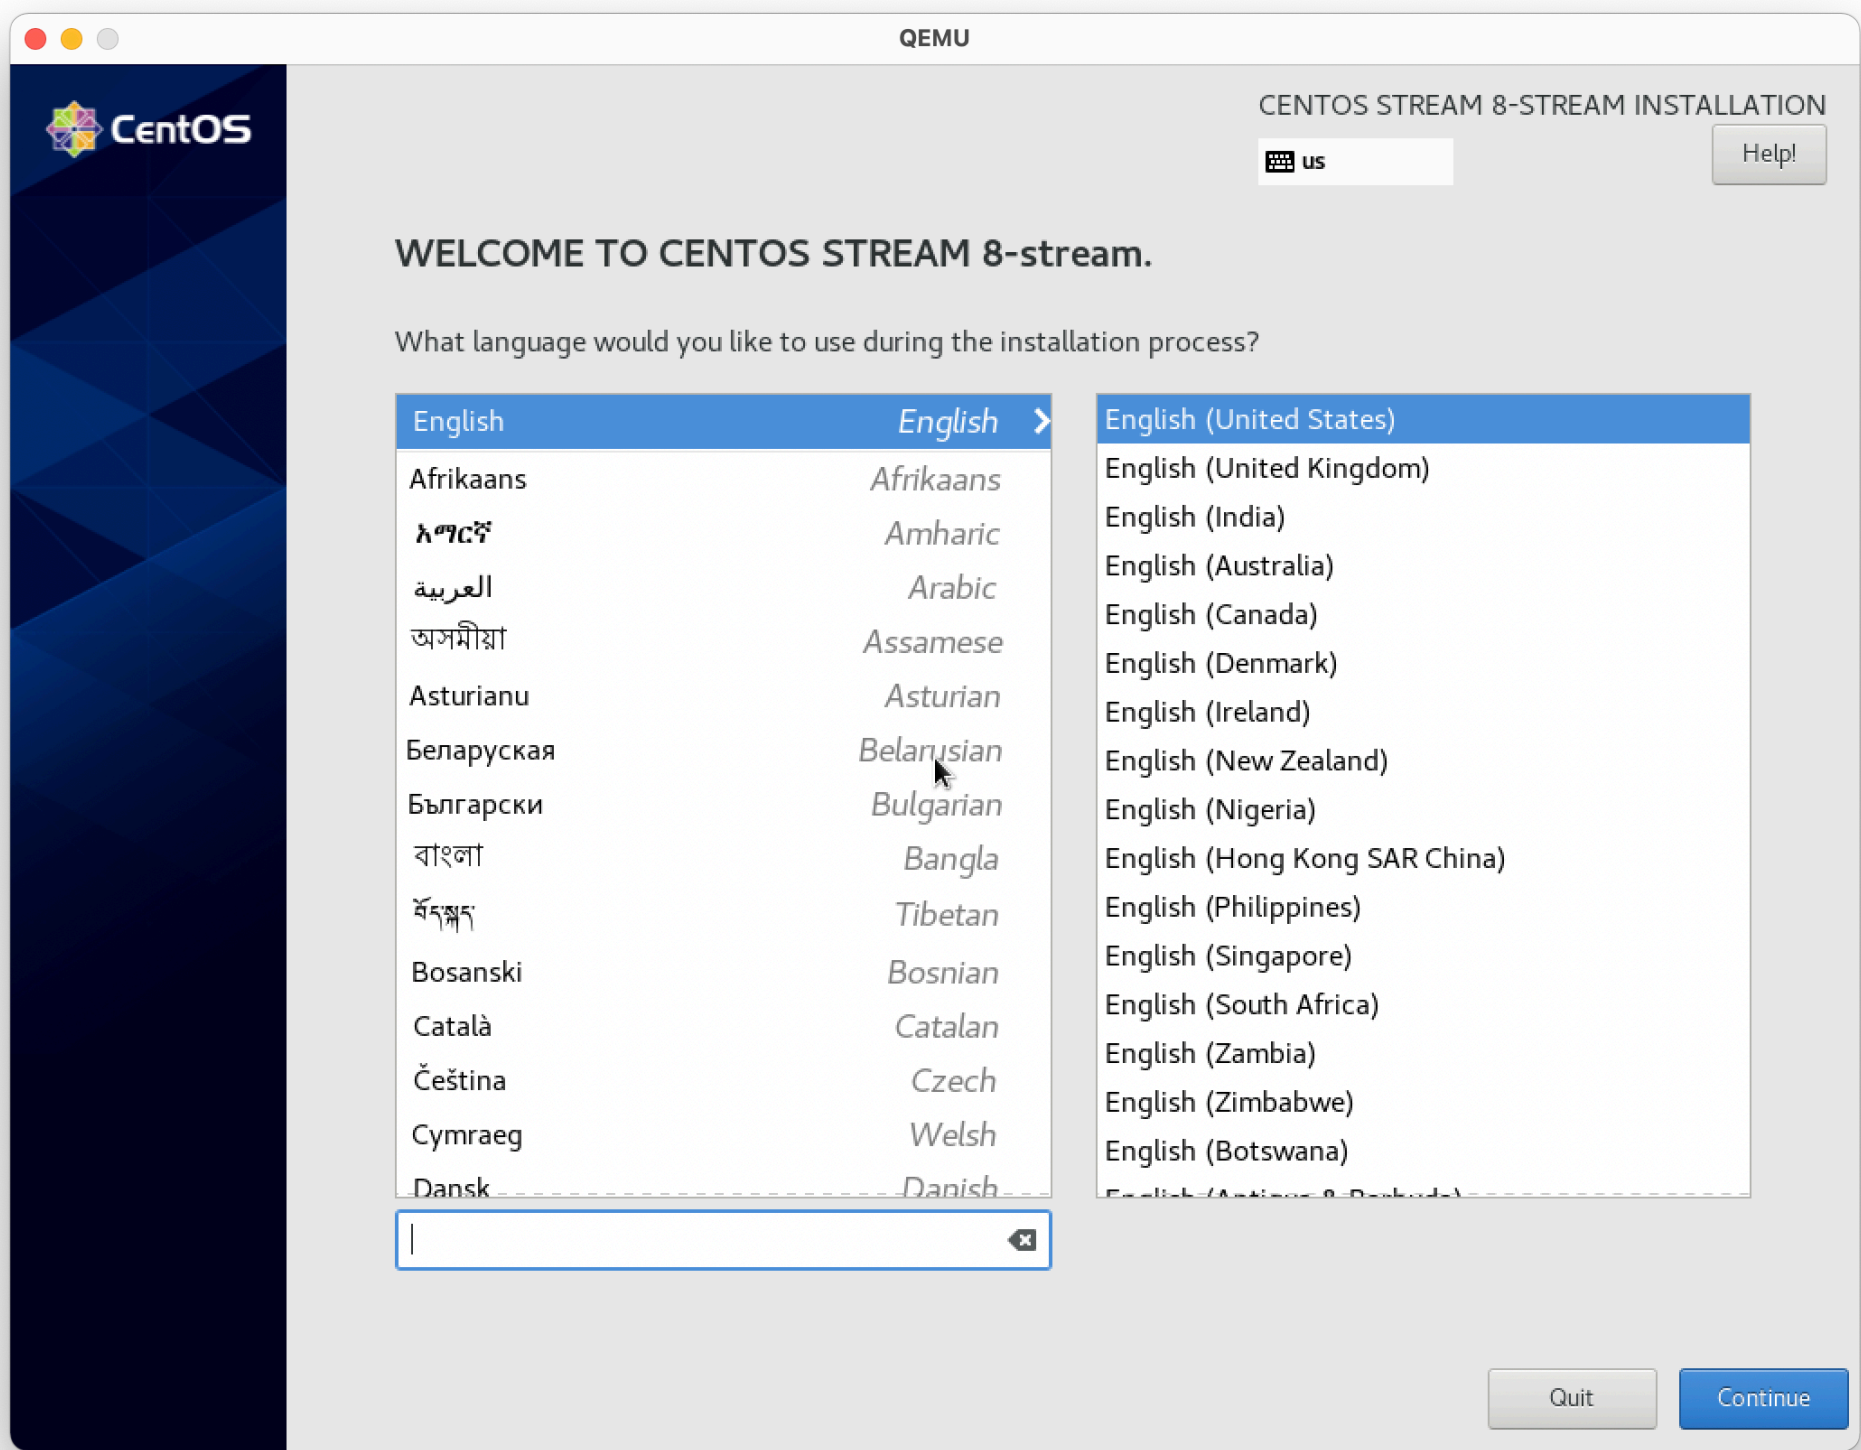 QEMU
CentOS
CENTOS STREAM 8-STREAM INSTALLATION
us
Help!
WELCOME TO CENTOS STREAM 8-stream.
What language would you like to use during the installation process?
English English
Afrikaans Afrikaans
አማርኛ Amharic
العربية Arabic
অসমীয়া Assamese
Asturianu Asturian
Беларуская Belarusian
Български Bulgarian
বাংলা Bangla
བོད་སྐད་ Tibetan
Bosanski Bosnian
Català Catalan
Čeština Czech
Cymraeg Welsh
Dansk Danish
English (United States)
English (United Kingdom)
English (India)
English (Australia)
English (Canada)
English (Denmark)
English (Ireland)
English (New Zealand)
English (Nigeria)
English (Hong Kong SAR China)
English (Philippines)
English (Singapore)
English (South Africa)
English (Zambia)
English (Zimbabwe)
English (Botswana)
English (Antigua & Barbuda)
Quit
Continue